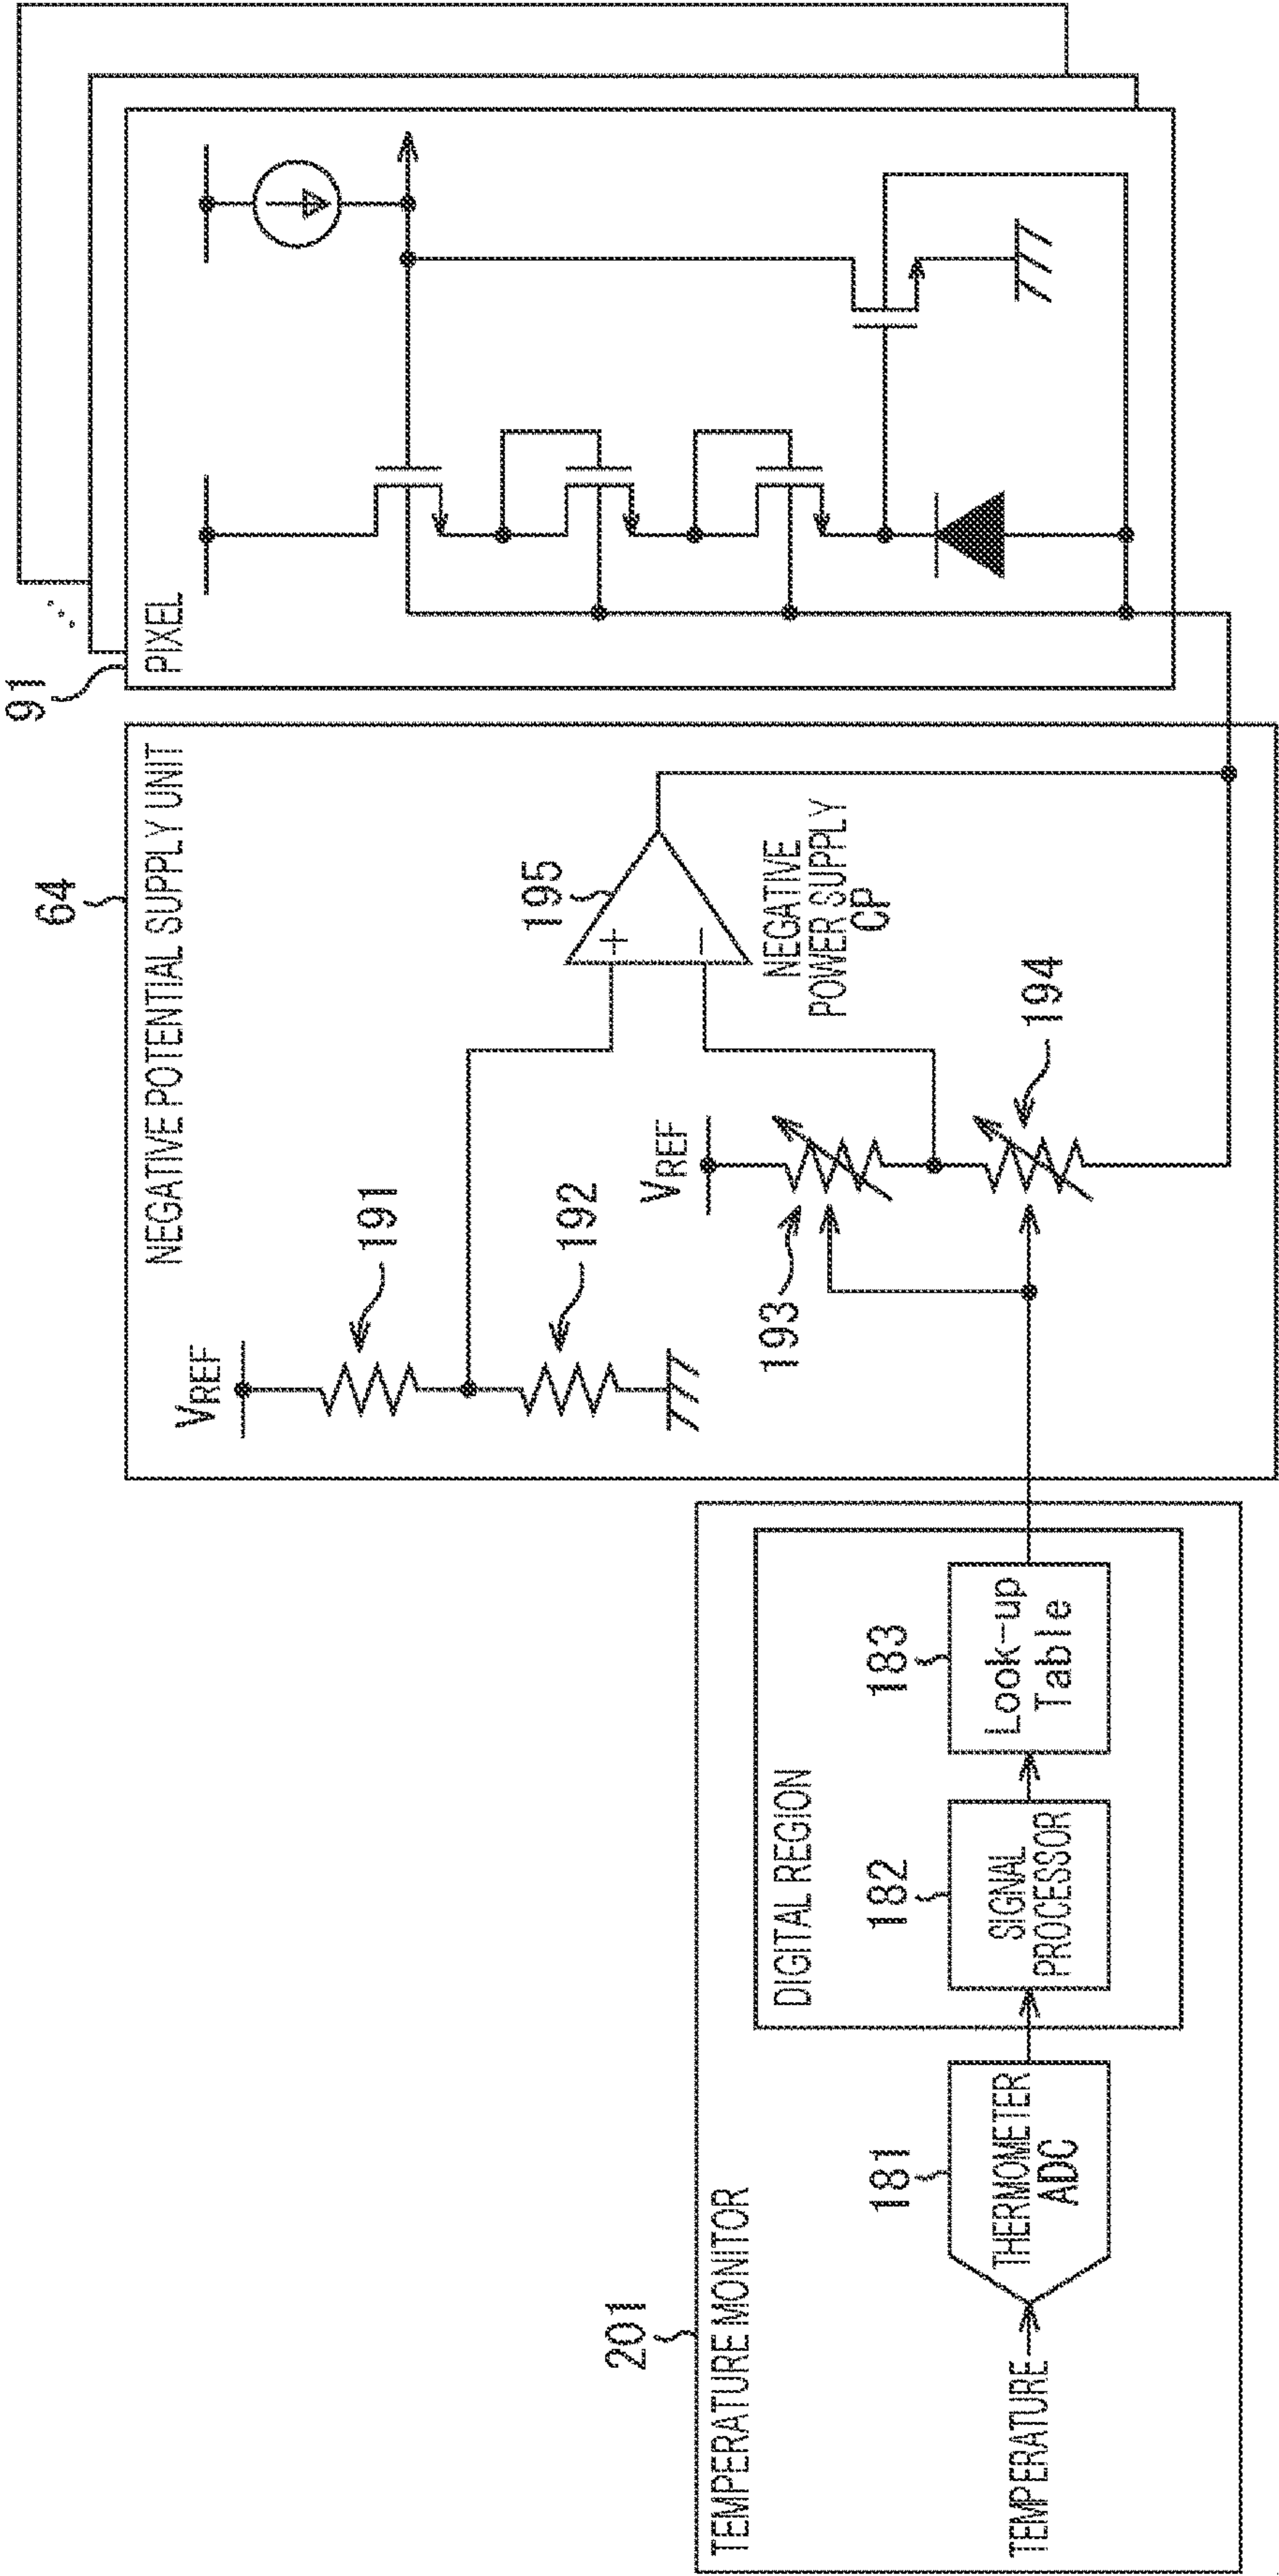 TEMPERATURE MONITOR
201
TEMPERATURE
181
THERMOMETER
ADC
DIGITAL REGION
182
SIGNAL
PROCESSOR
183
Look-up
Table
64
NEGATIVE POTENTIAL SUPPLY UNIT
VREF
191
192
VREF
193
194
195
+
−
NEGATIVE
POWER SUPPLY
CP
91
PIXEL